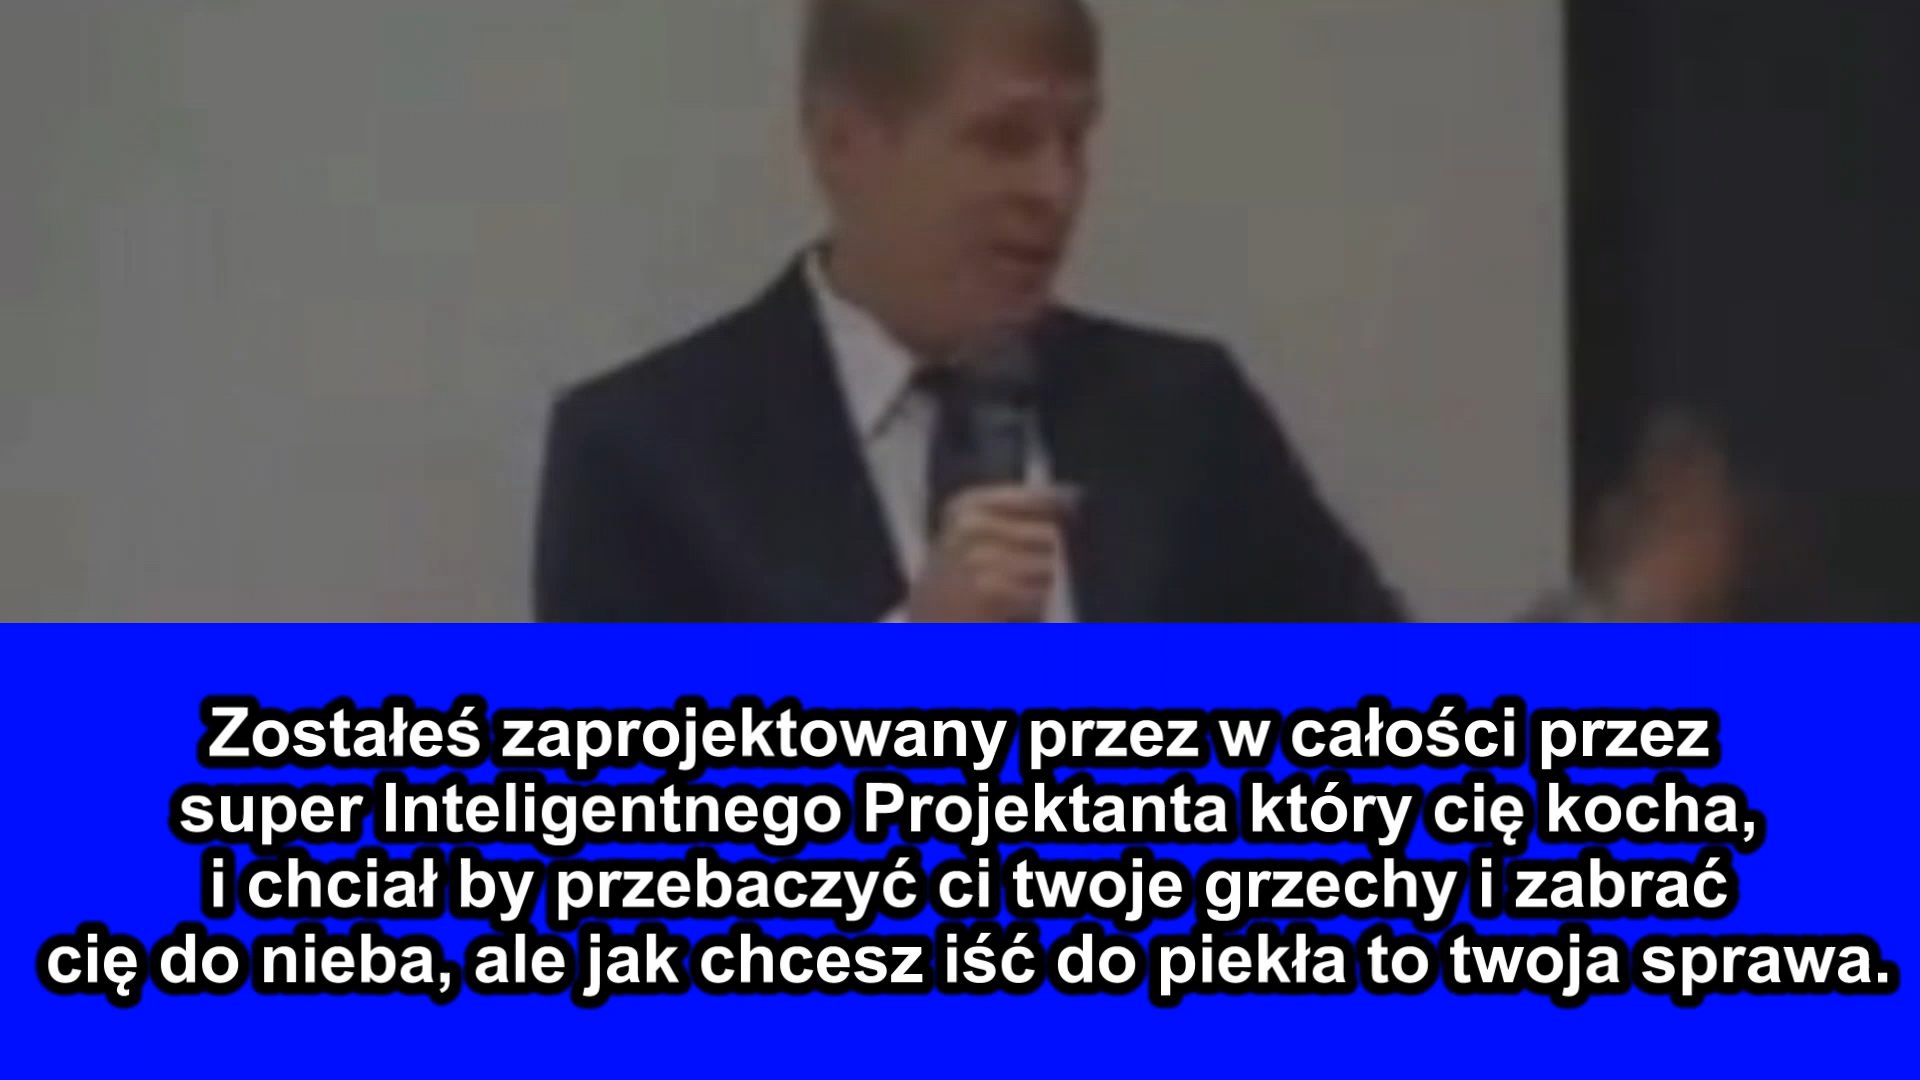 Zostałeś zaprojektowany przez w całości przez
super Inteligentnego Projektanta który cię kocha,
i chciał by przebaczyć ci twoje grzechy i zabrać
cię do nieba, ale jak chcesz iść do piekła to twoja sprawa.